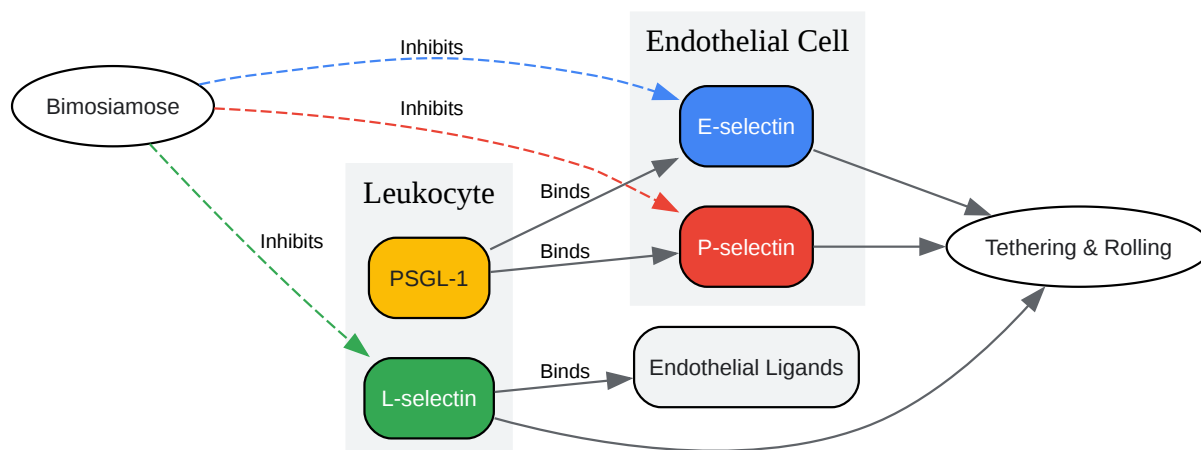 Inhibits
Endothelial Cell
Bimosiamose
Inhibits
E-selectin
Leukocyte
Binds
Inhibits
P-selectin
Tethering & Rolling
Binds
PSGL-1
Endothelial Ligands
Binds
L-selectin